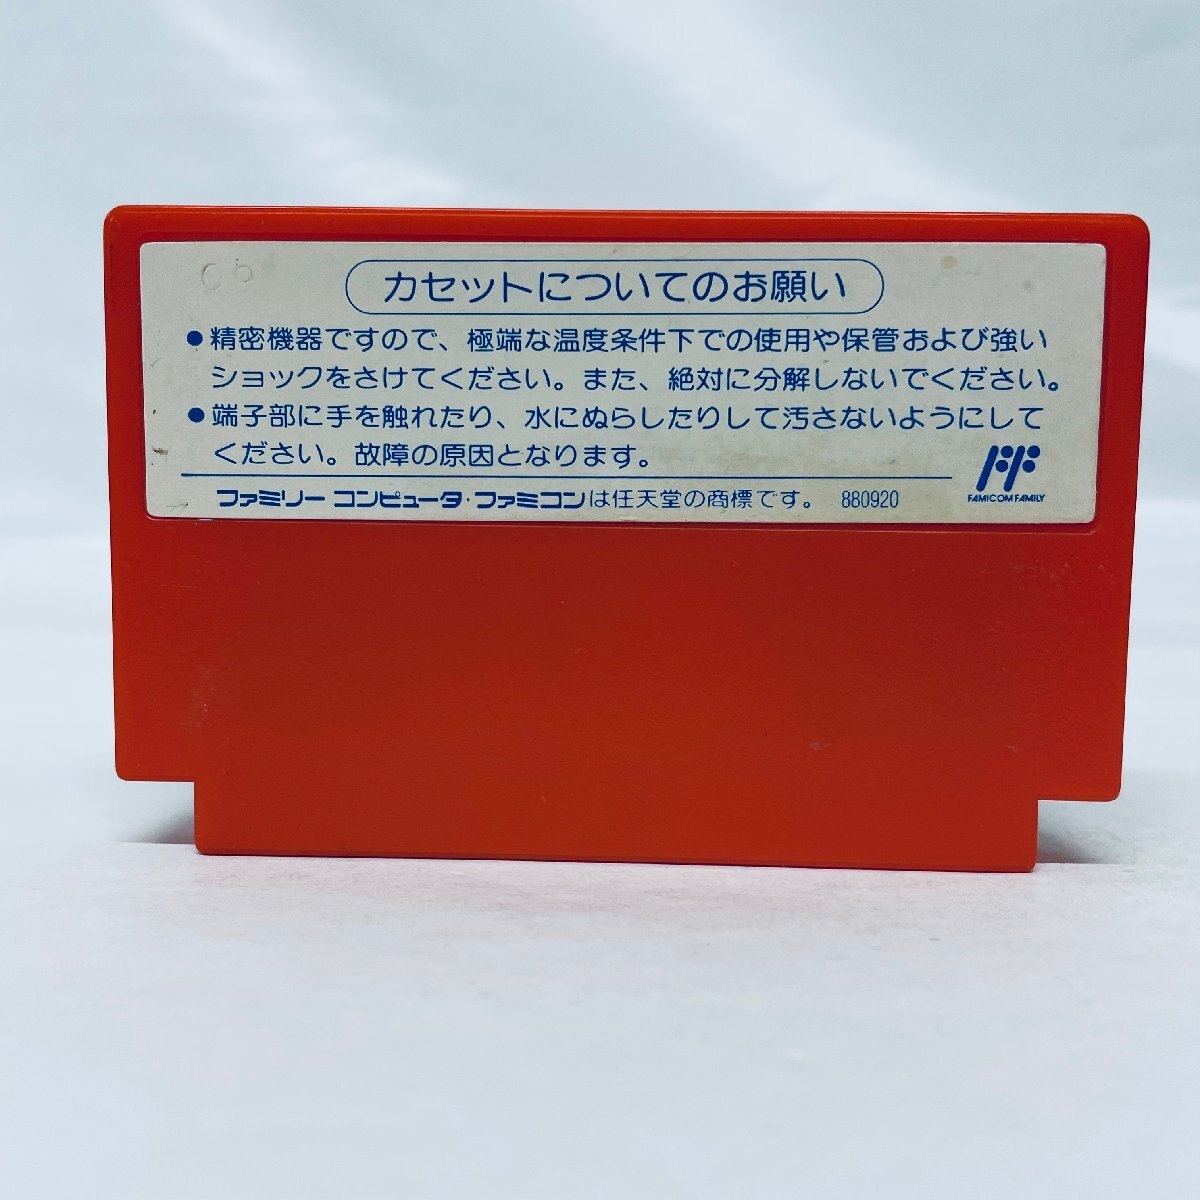 C6
カセットについてのお願い
●精密機器ですので、極端な温度条件下での使用や保管および強い
ショックをさけてください。また、絶対に分解しないでください。
●端子部に手を触れたり、水にぬらしたりして汚さないようにして
ください。故障の原因となります。
FF
FAMICOM FAMILY
ファミリーコンピュータ・ファミコンは任天堂の商標です。 880920